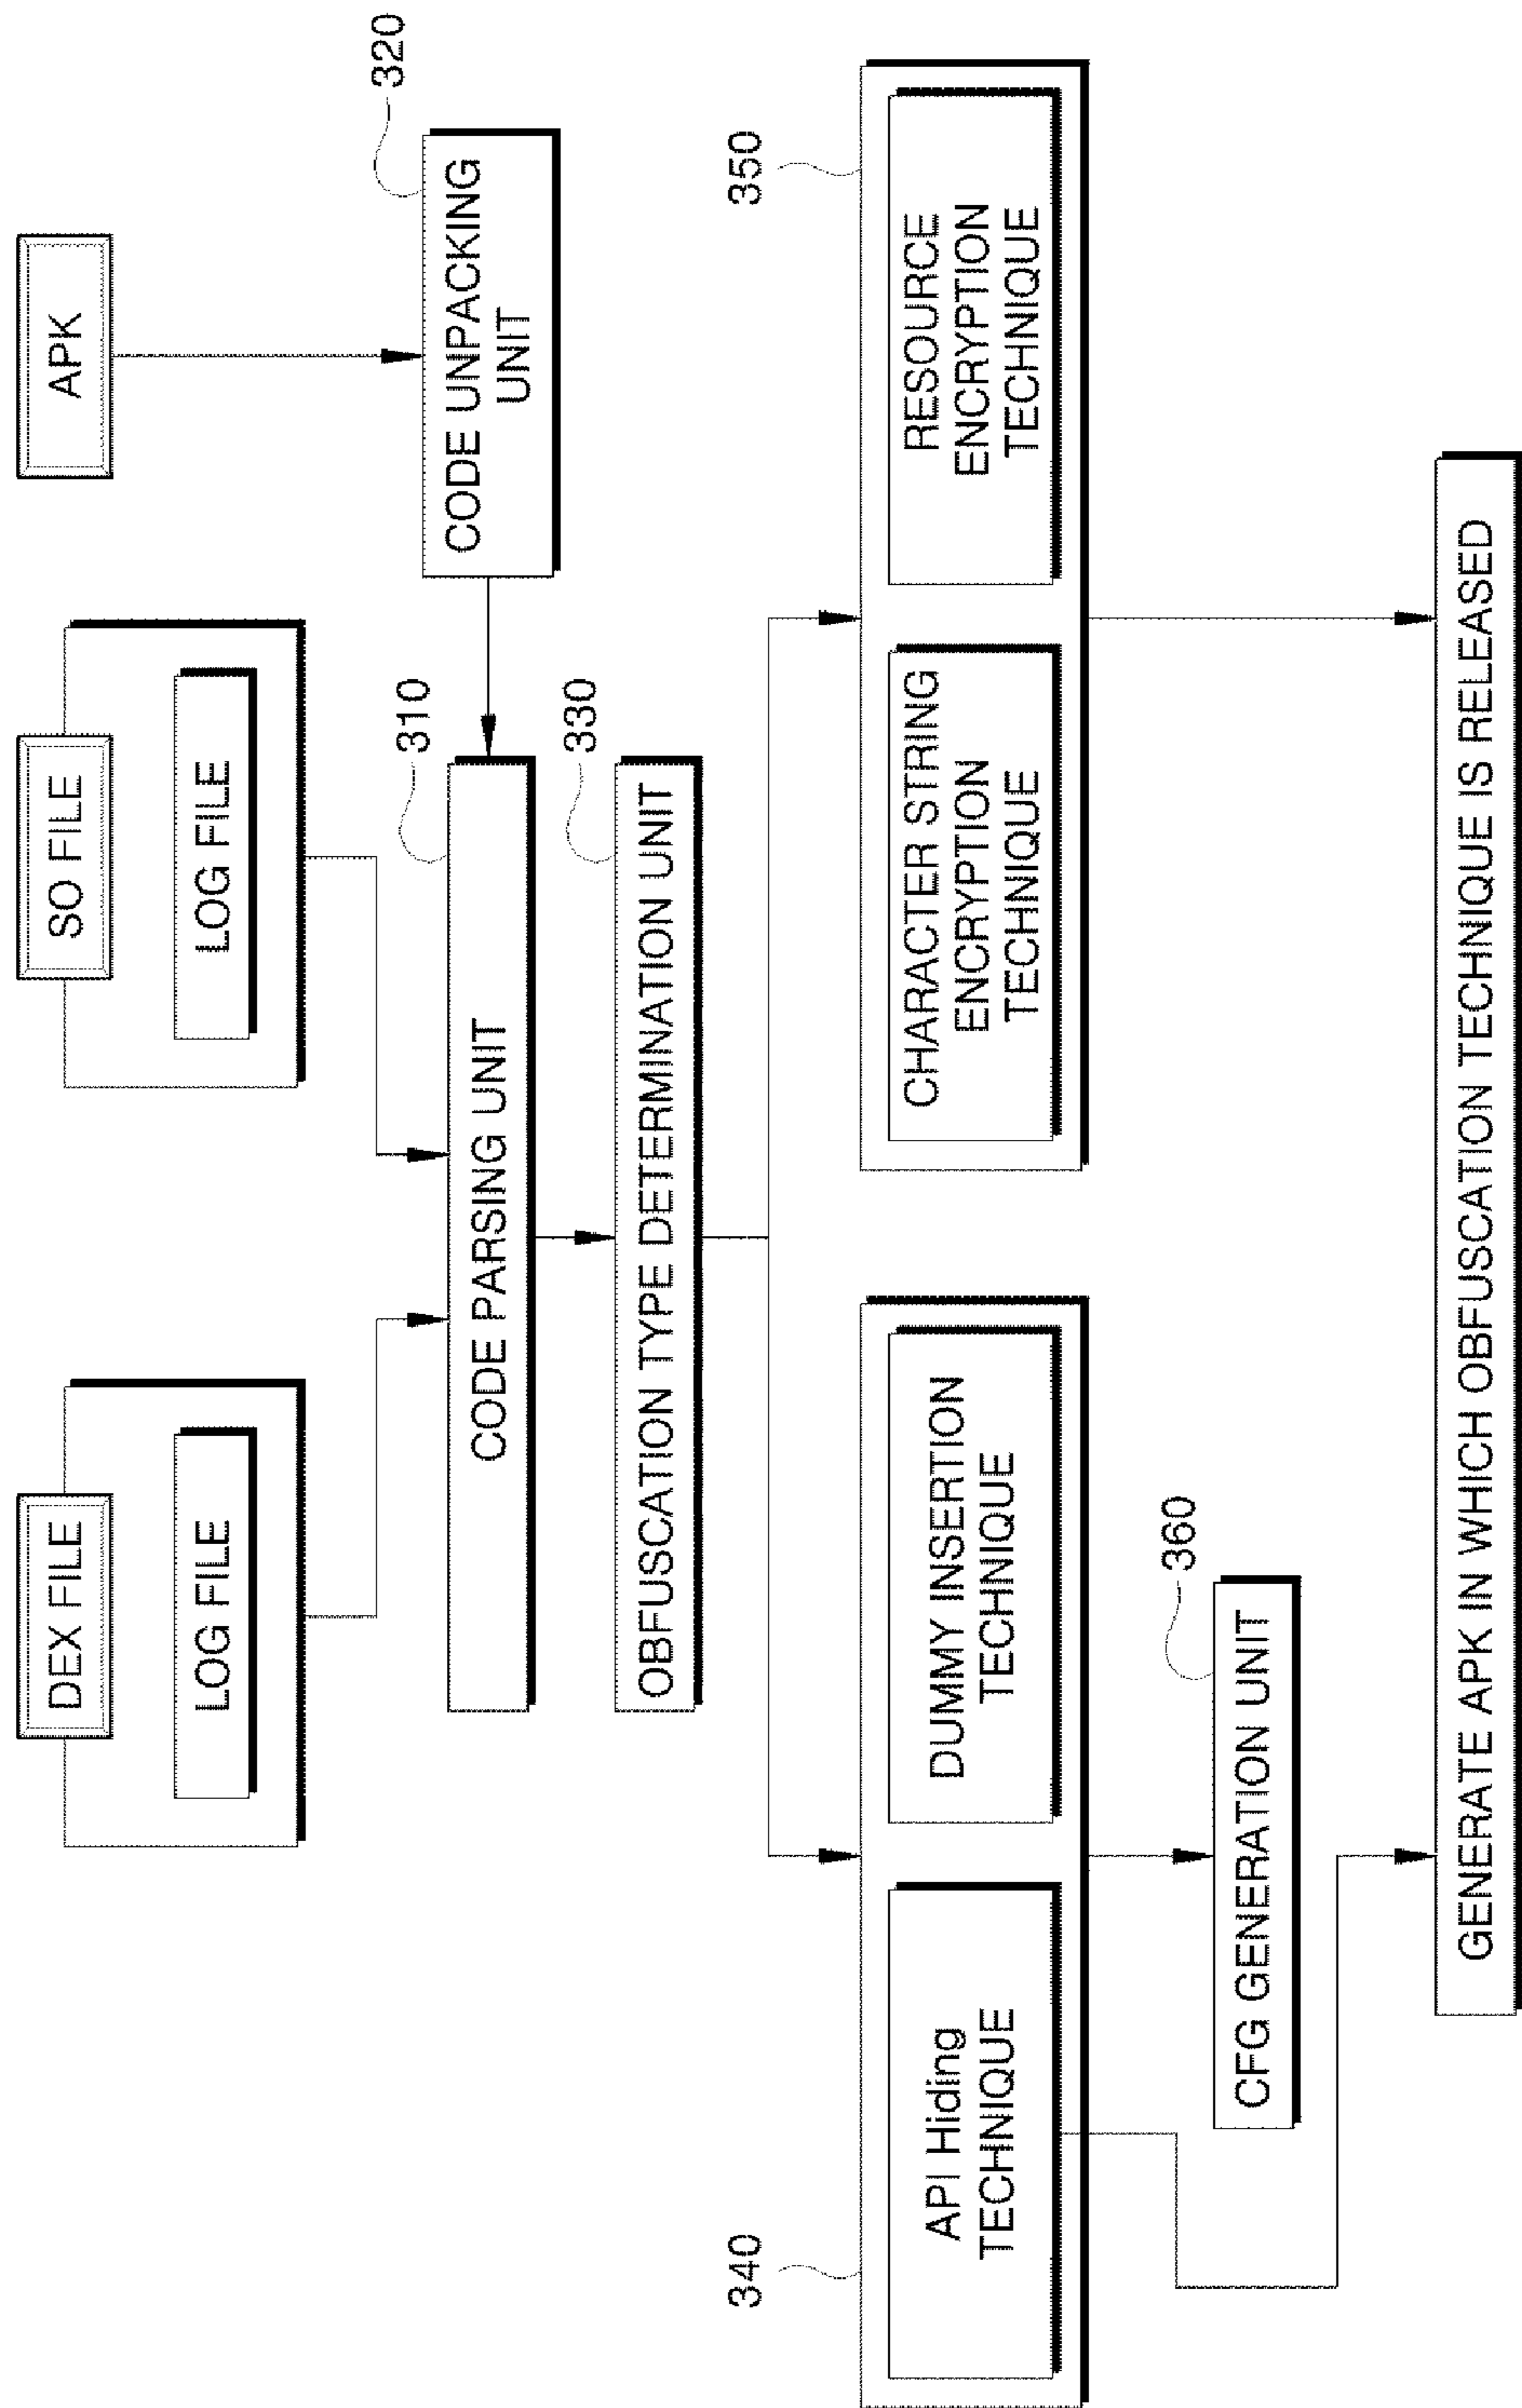 DEX FILE
LOG FILE
SO FILE
LOG FILE
APK
320
CODE UNPACKING
UNIT
310
CODE PARSING UNIT
330
OBFUSCATION TYPE DETERMINATION UNIT
340
API Hiding
TECHNIQUE
DUMMY INSERTION
TECHNIQUE
350
CHARACTER STRING
ENCRYPTION
TECHNIQUE
RESOURCE
ENCRYPTION
TECHNIQUE
360
CFG GENERATION UNIT
GENERATE APK IN WHICH OBFUSCATION TECHNIQUE IS RELEASED